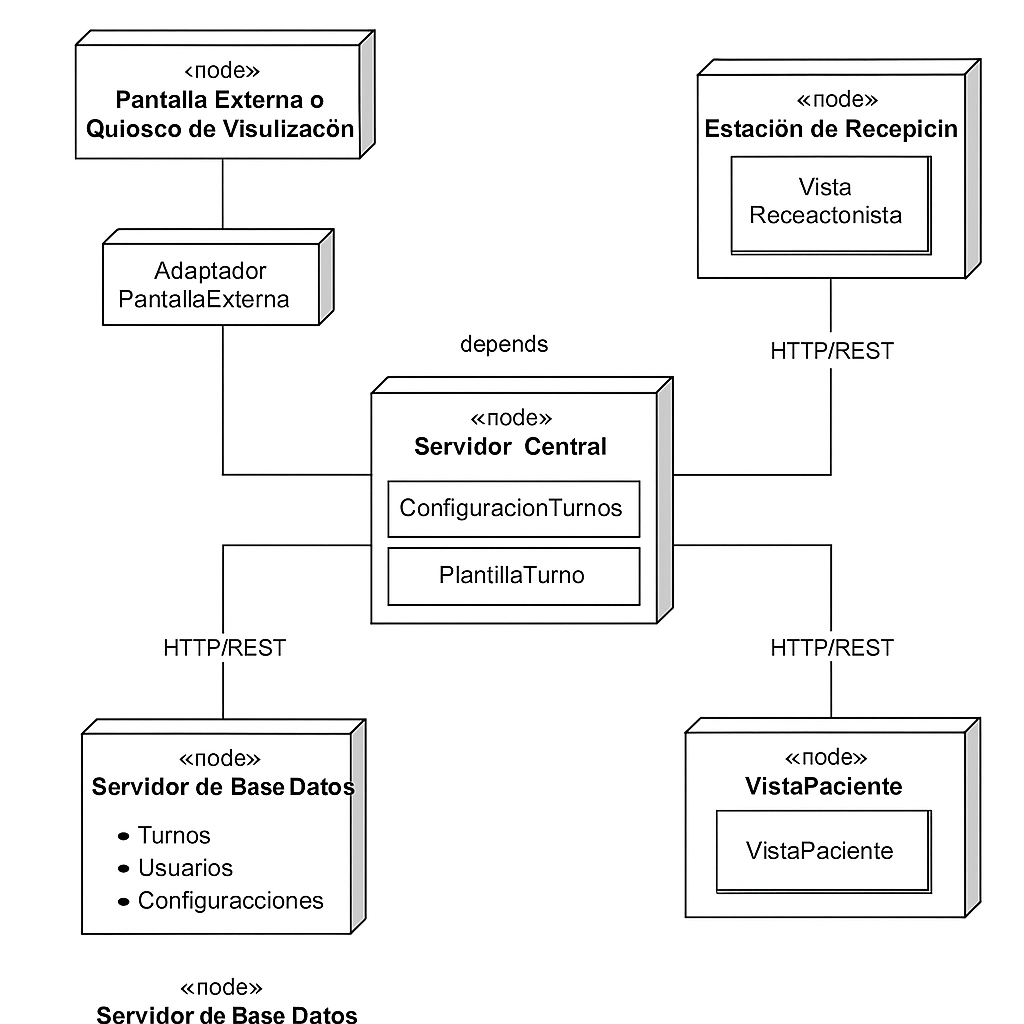 ‹node»
Pantalla Externa o
Quiosco de Visulizacön
Adaptador
PantallaExterna
«node»
Estaciön de Recepicin
Vista
Receactonista
HTTP/REST
depends
«node»
Servidor Central
ConfiguracionTurnos
PlantillaTurno
HTTP/REST
«node»
Servidor de Base Datos
• Turnos
• Usuarios
• Configuracciones
HTTP/REST
«node»
VistaPaciente
VistaPaciente
«node»
Servidor de Base Datos